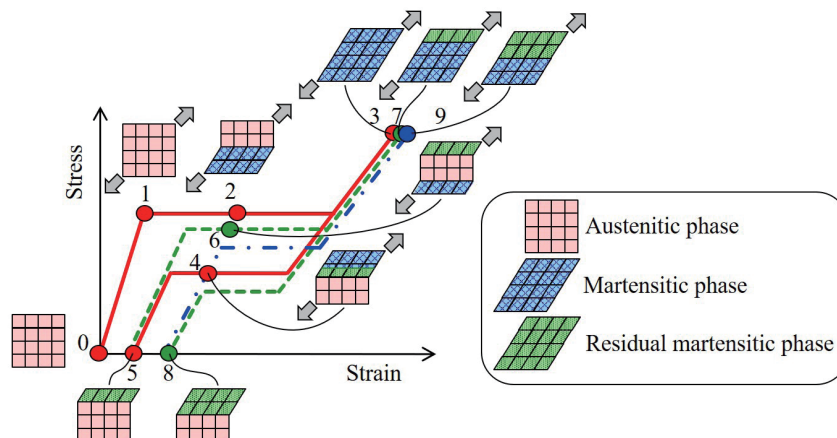 3 7 9
Stress
1
2
6
4
0
5
8
Strain
Austenitic phase
Martensitic phase
Residual martensitic phase